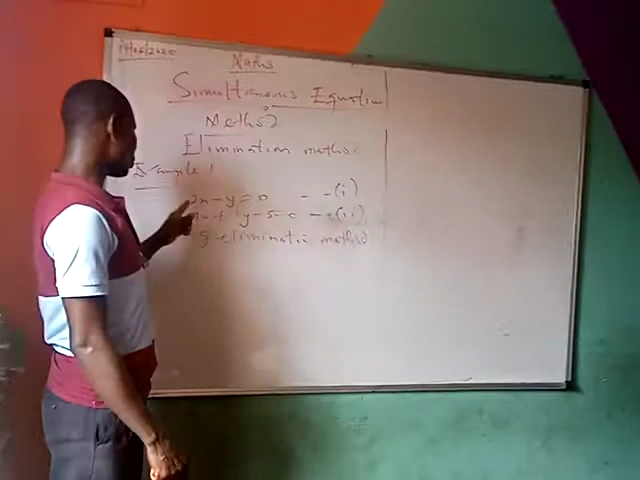 Maths
Simultaneous Equation
Method
Elimination method
Example 1
2x - y = 0 - - (i)
y - 5 = 0 - - (ii)
elimination method